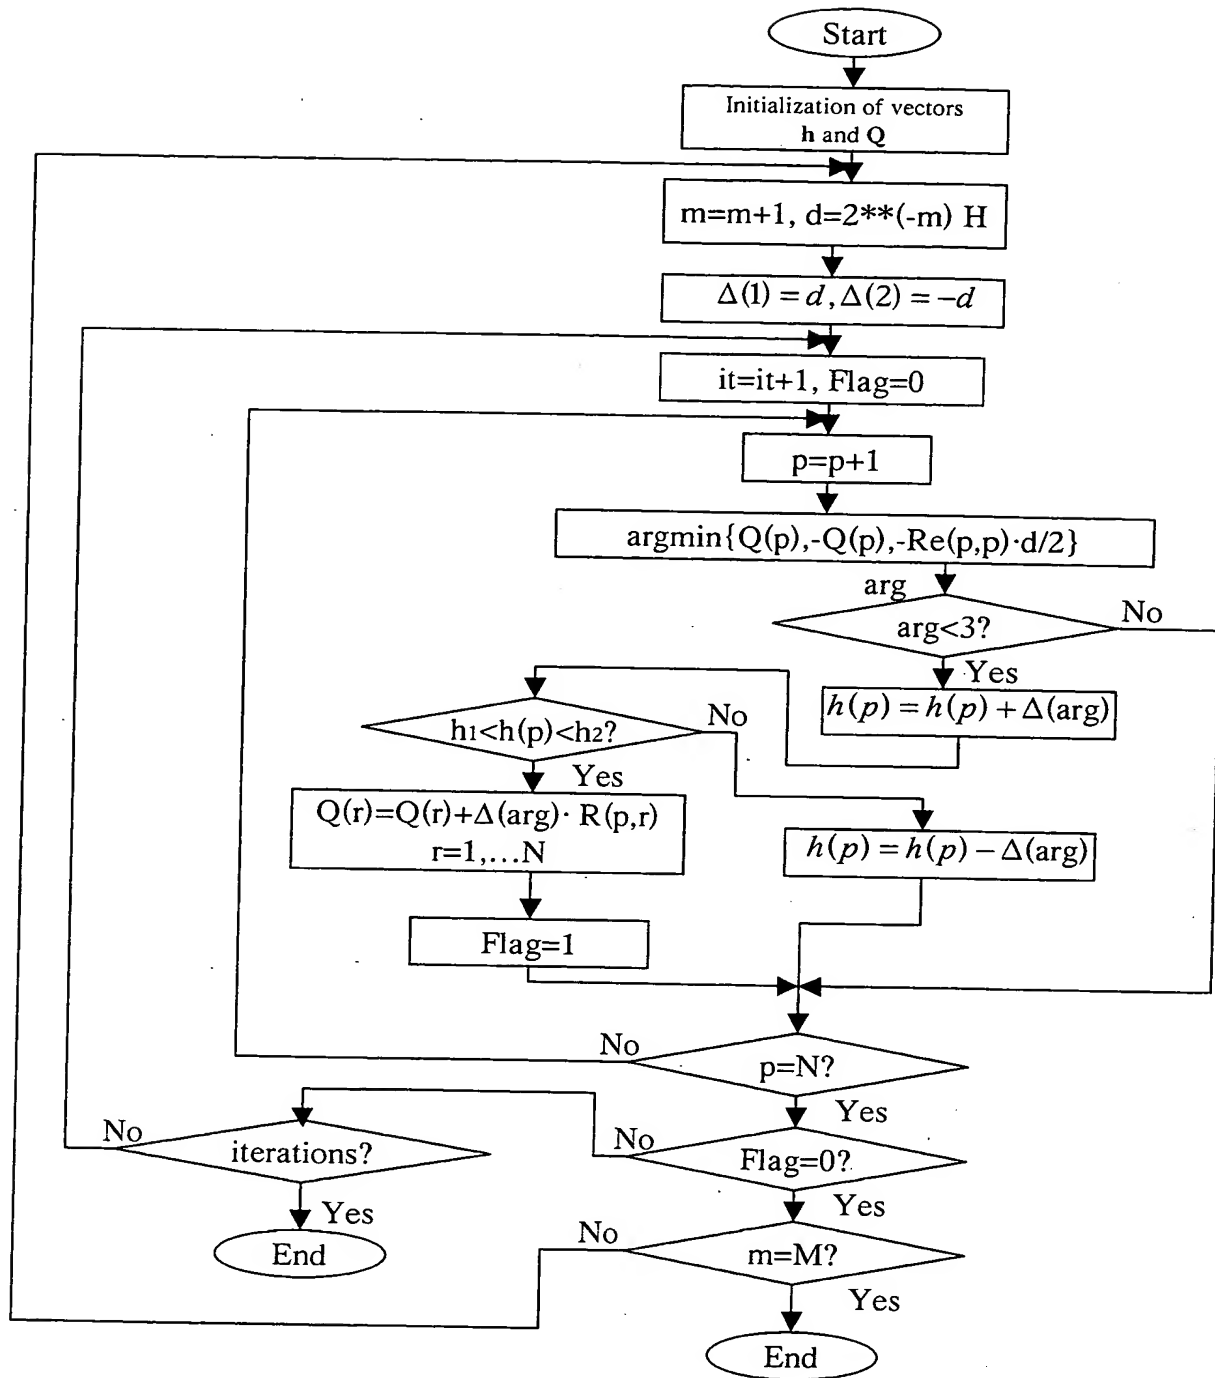 Start
Initialization of vectors
h and Q
m=m+1, d=2**(-m) H
Δ(1) = d, Δ(2) = -d
it=it+1, Flag=0
p=p+1
argmin{Q(p),-Q(p),-Re(p,p)·d/2}
arg
arg<3?
No
Yes
h(p) = h(p) + Δ(arg)
h1<h(p)<h2?
No
Yes
Q(r)=Q(r)+Δ(arg)· R(p,r)
r=1,...N
h(p) = h(p) − Δ(arg)
Flag=1
No
p=N?
Yes
No
iterations?
No
Flag=0?
Yes
Yes
End
No
m=M?
Yes
End